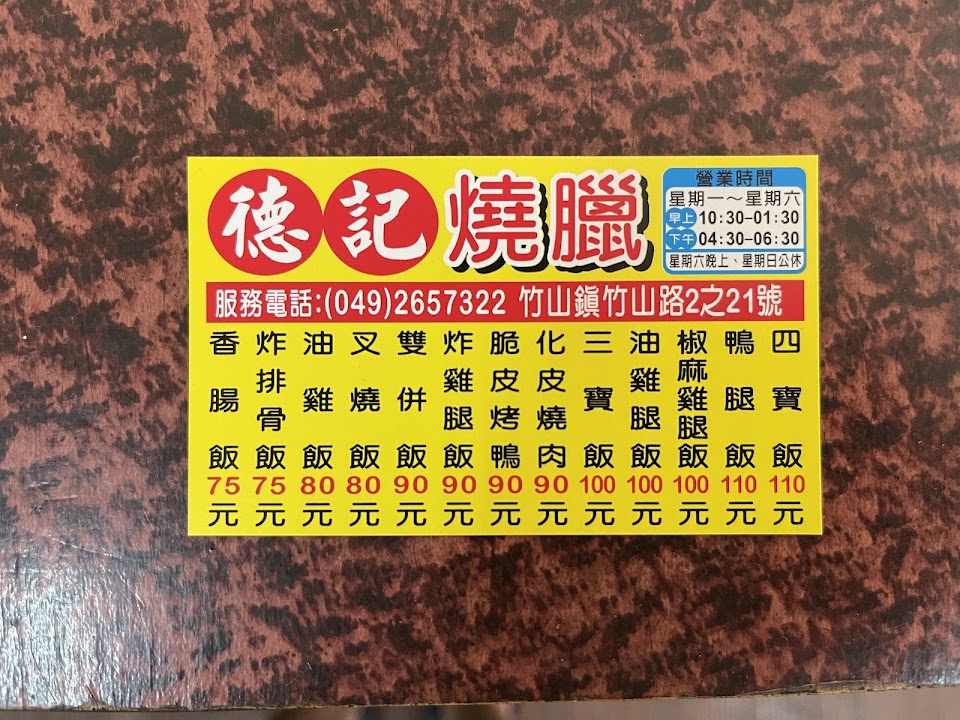 德記燒臘
營業時間
星期一～星期六
早上 10:30-01:30
下午 04:30-06:30
星期六晚上、星期日公休
服務電話:(049)2657322 竹山鎮竹山路2之21號
香腸飯75元
炸排骨飯75元
油雞飯80元
叉燒飯80元
雙併飯90元
炸雞腿飯90元
脆皮烤鴨90元
化皮燒肉90元
三寶飯100元
油雞腿飯100元
椒麻雞腿飯100元
鴨腿飯110元
四寶飯110元